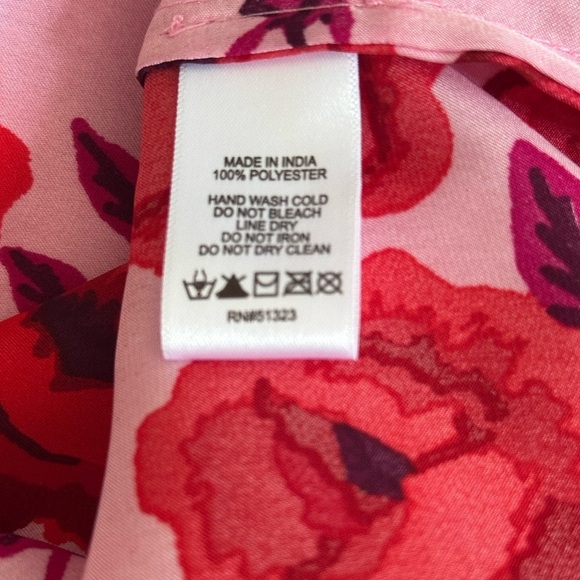 MADE IN INDIA
100% POLYESTER
HAND WASH COLD
DO NOT BLEACH
LINE DRY
DO NOT IRON
DO NOT DRY CLEAN
RN#51323